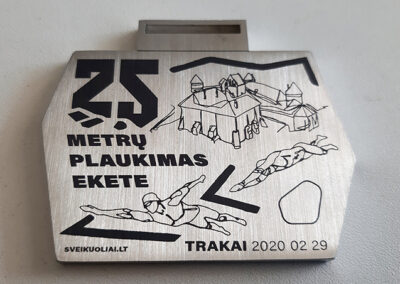 25
METRŲ
PLAUKIMAS
EKETE
SVEIKUOLIAI.LT
TRAKAI 2020 02 29